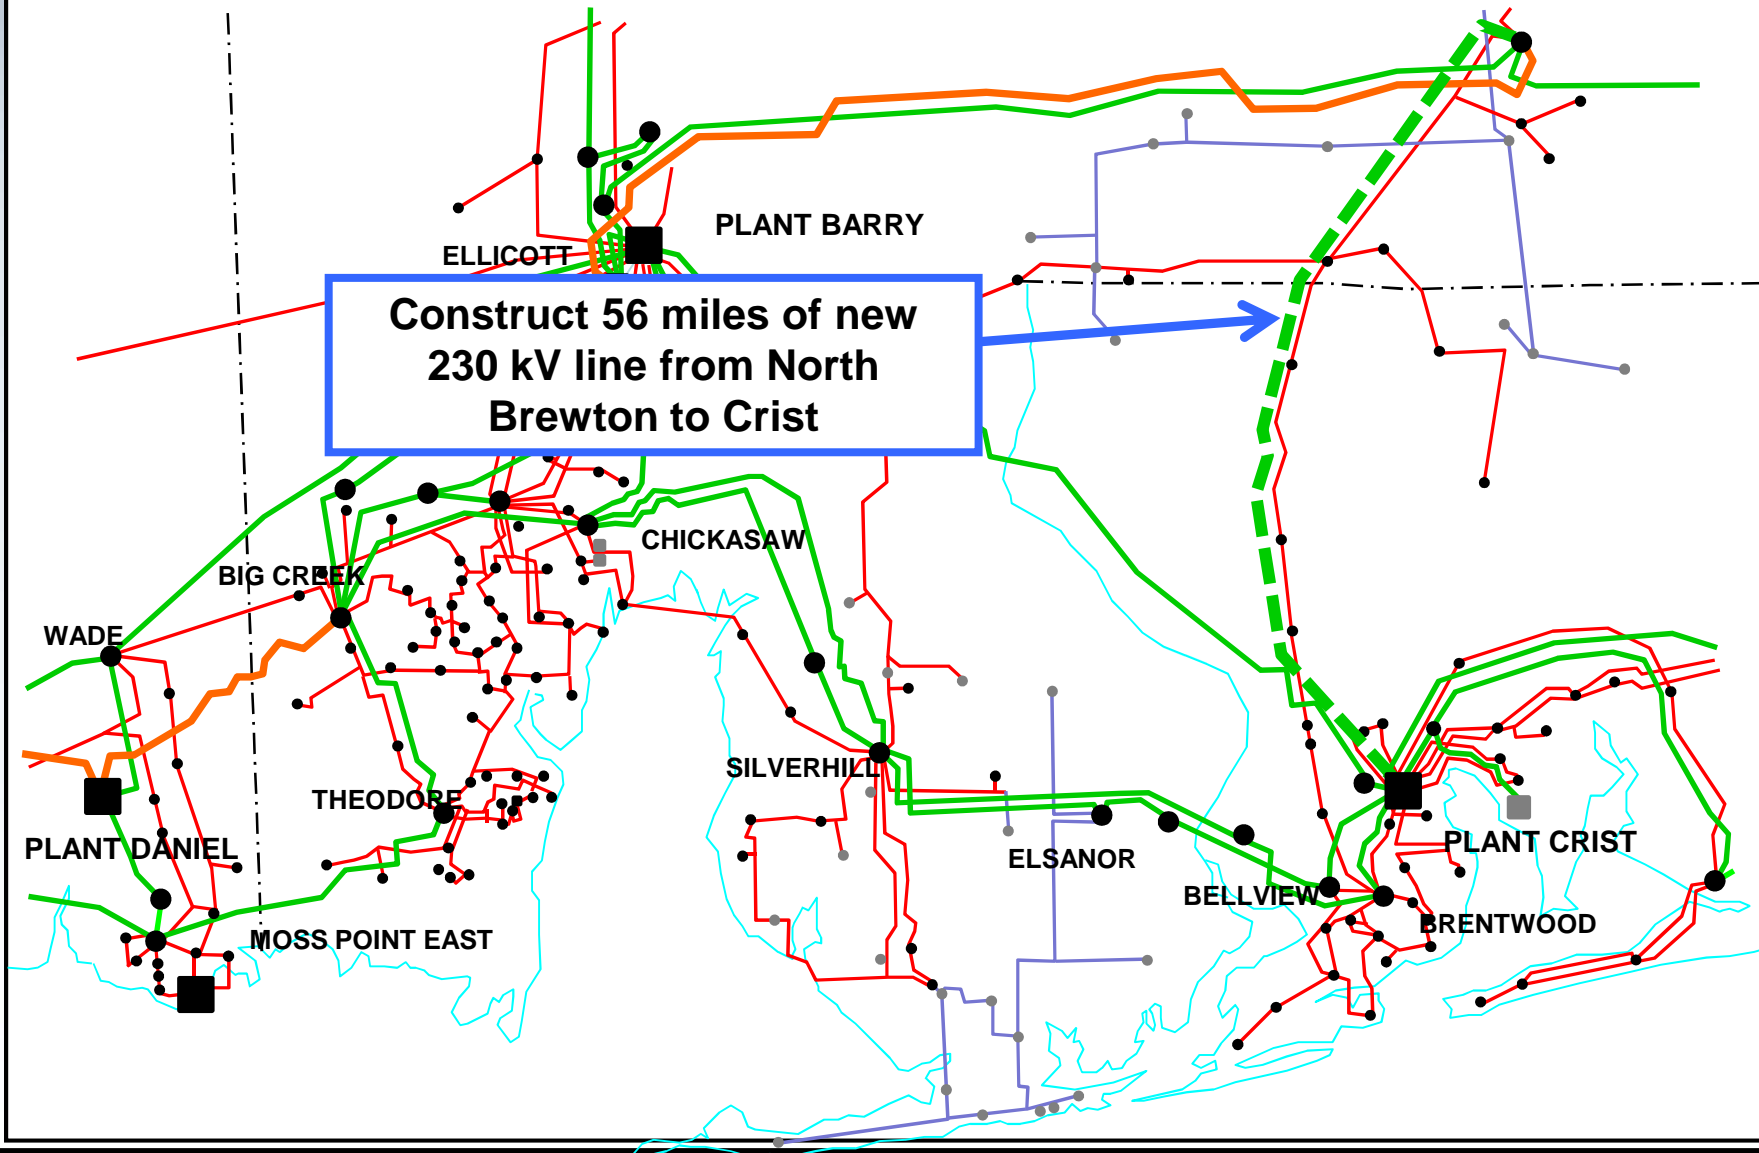 PLANT BARRY
ELLICOTT
Construct 56 miles of new
230 kV line from North
Brewton to Crist
CHICKASAW
BIG CREEK
WADE
SILVERHILL
THEODORE
PLANT DANIEL
PLANT CRIST
ELSANOR
BELLVIEW
BRENTWOOD
MOSS POINT EAST